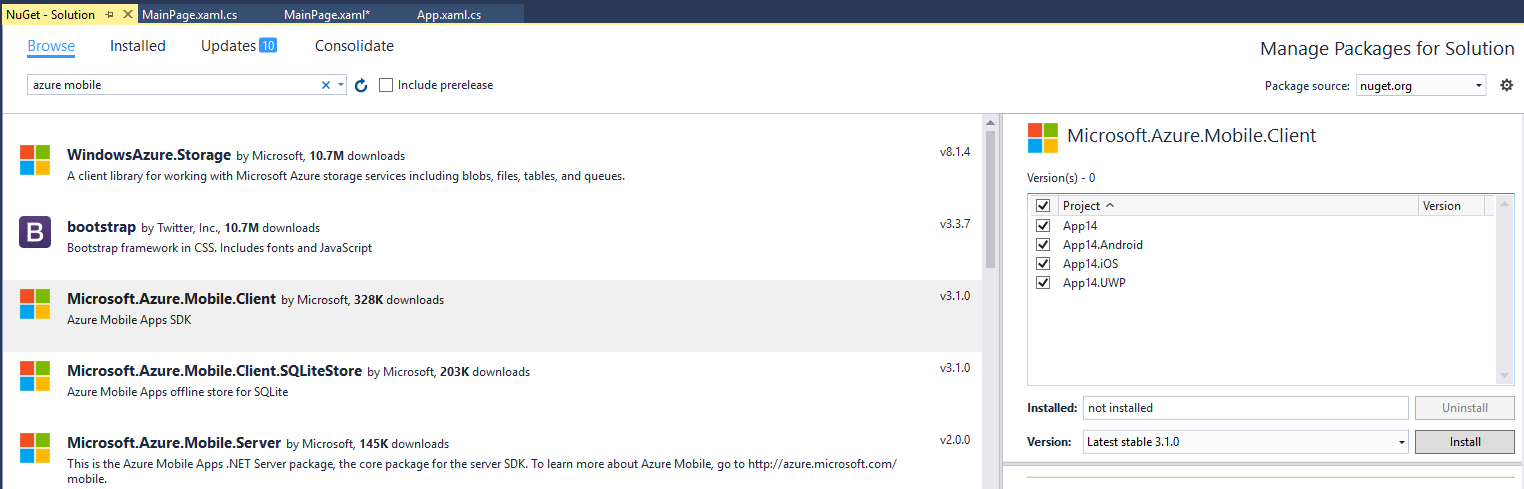 NuGet - Solution
MainPage.xaml.cs
MainPage.xaml*
App.xaml.cs
Browse
Installed
Updates 10
Consolidate
Manage Packages for Solution
azure mobile
Include prerelease
Package source: nuget.org
WindowsAzure.Storage by Microsoft, 10.7M downloads
v8.1.4
A client library for working with Microsoft Azure storage services including blobs, files, tables, and queues.
B
bootstrap by Twitter, Inc., 10.7M downloads
v3.3.7
Bootstrap framework in CSS. Includes fonts and JavaScript
Microsoft.Azure.Mobile.Client by Microsoft, 328K downloads
v3.1.0
Azure Mobile Apps SDK
Microsoft.Azure.Mobile.Client.SQLiteStore by Microsoft, 203K downloads
v3.1.0
Azure Mobile Apps offline store for SQLite
Microsoft.Azure.Mobile.Server by Microsoft, 145K downloads
v2.0.0
This is the Azure Mobile Apps .NET Server package, the core package for the server SDK. To learn more about Azure Mobile, go to http://azure.microsoft.com/
mobile.
Microsoft.Azure.Mobile.Client
Version(s) - 0
Project
Version
App14
App14.Android
App14.iOS
App14.UWP
Installed: not installed
Uninstall
Version: Latest stable 3.1.0
Install